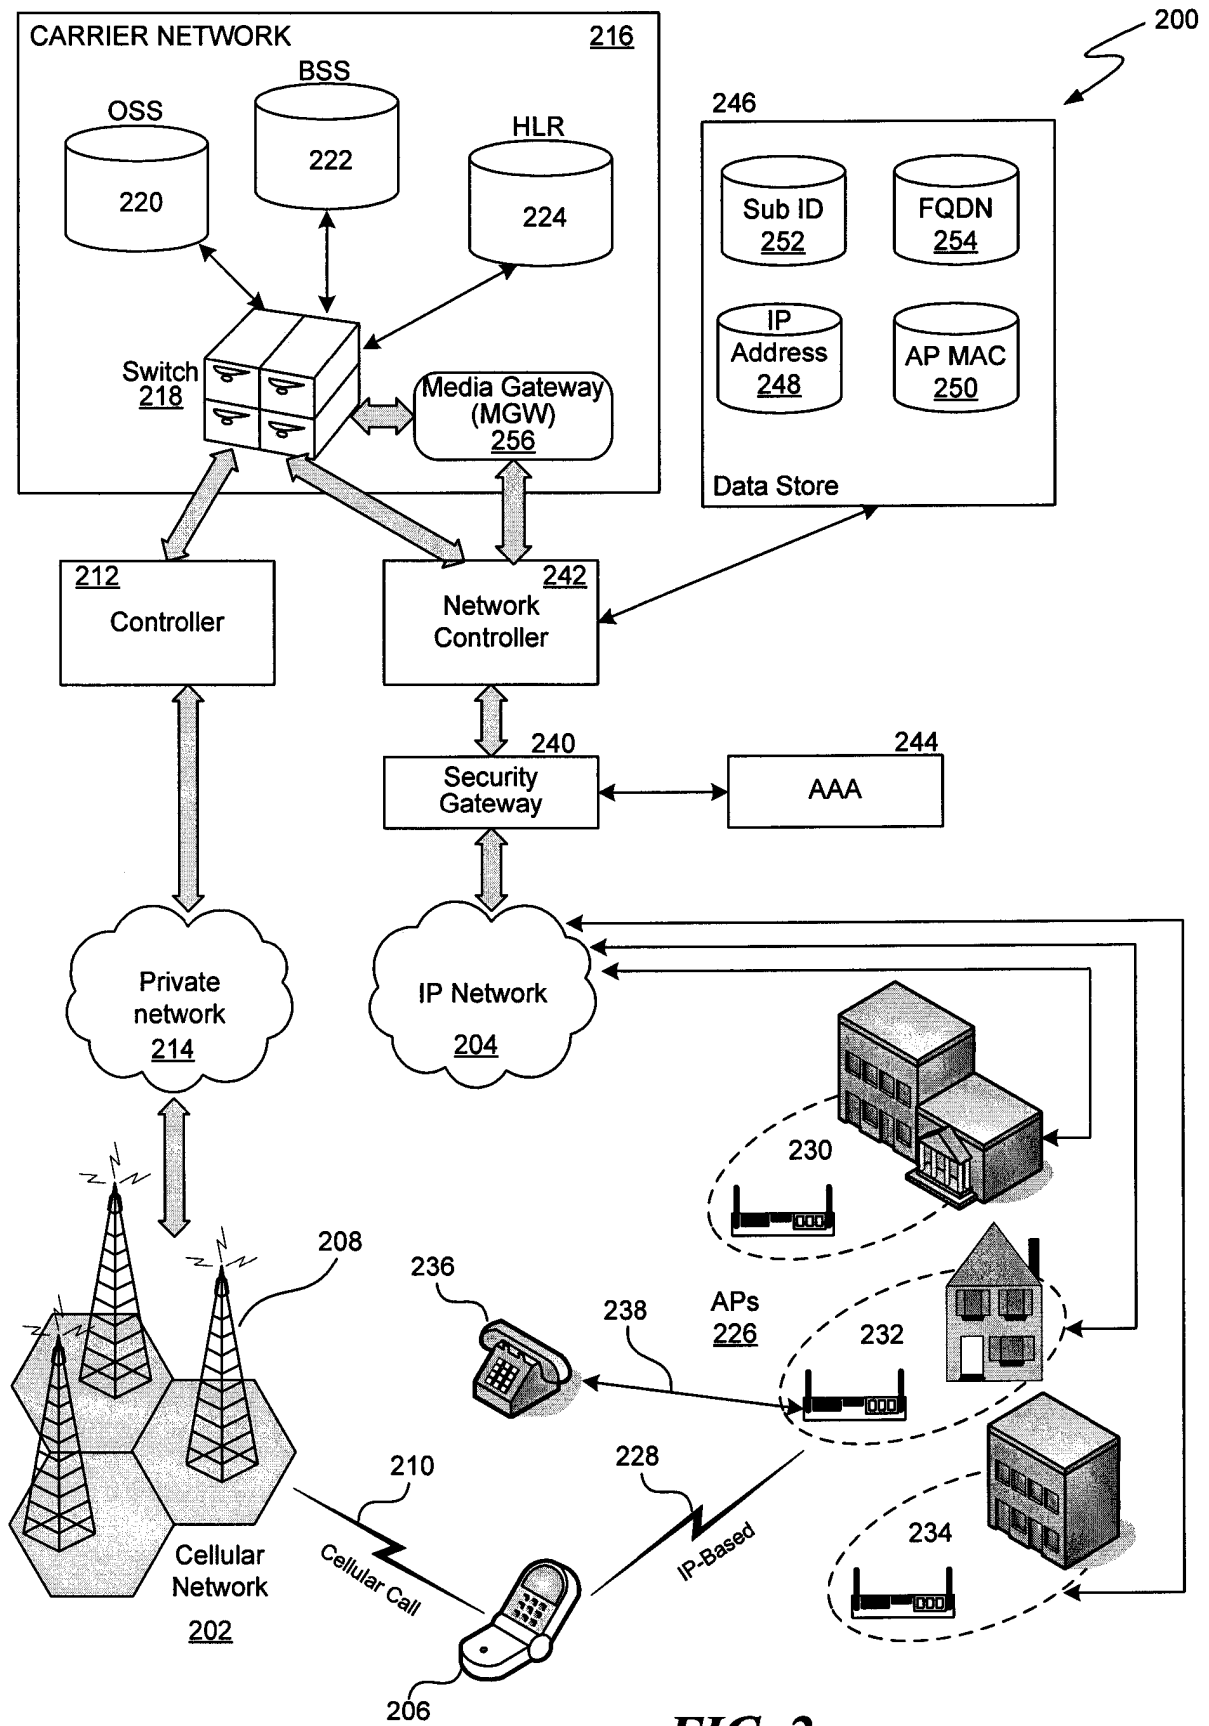 200
CARRIER NETWORK
216
BSS
OSS
HLR
222
220
224
Switch
218
Media Gateway
(MGW)
256
246
Sub ID
252
FQDN
254
IP
Address
248
AP MAC
250
Data Store
212
Controller
242
Network
Controller
240
Security
Gateway
244
AAA
Private
network
214
IP Network
204
230
208
236
238
APs
226
232
210
228
Cellular Call
IP-Based
234
Cellular
Network
202
206